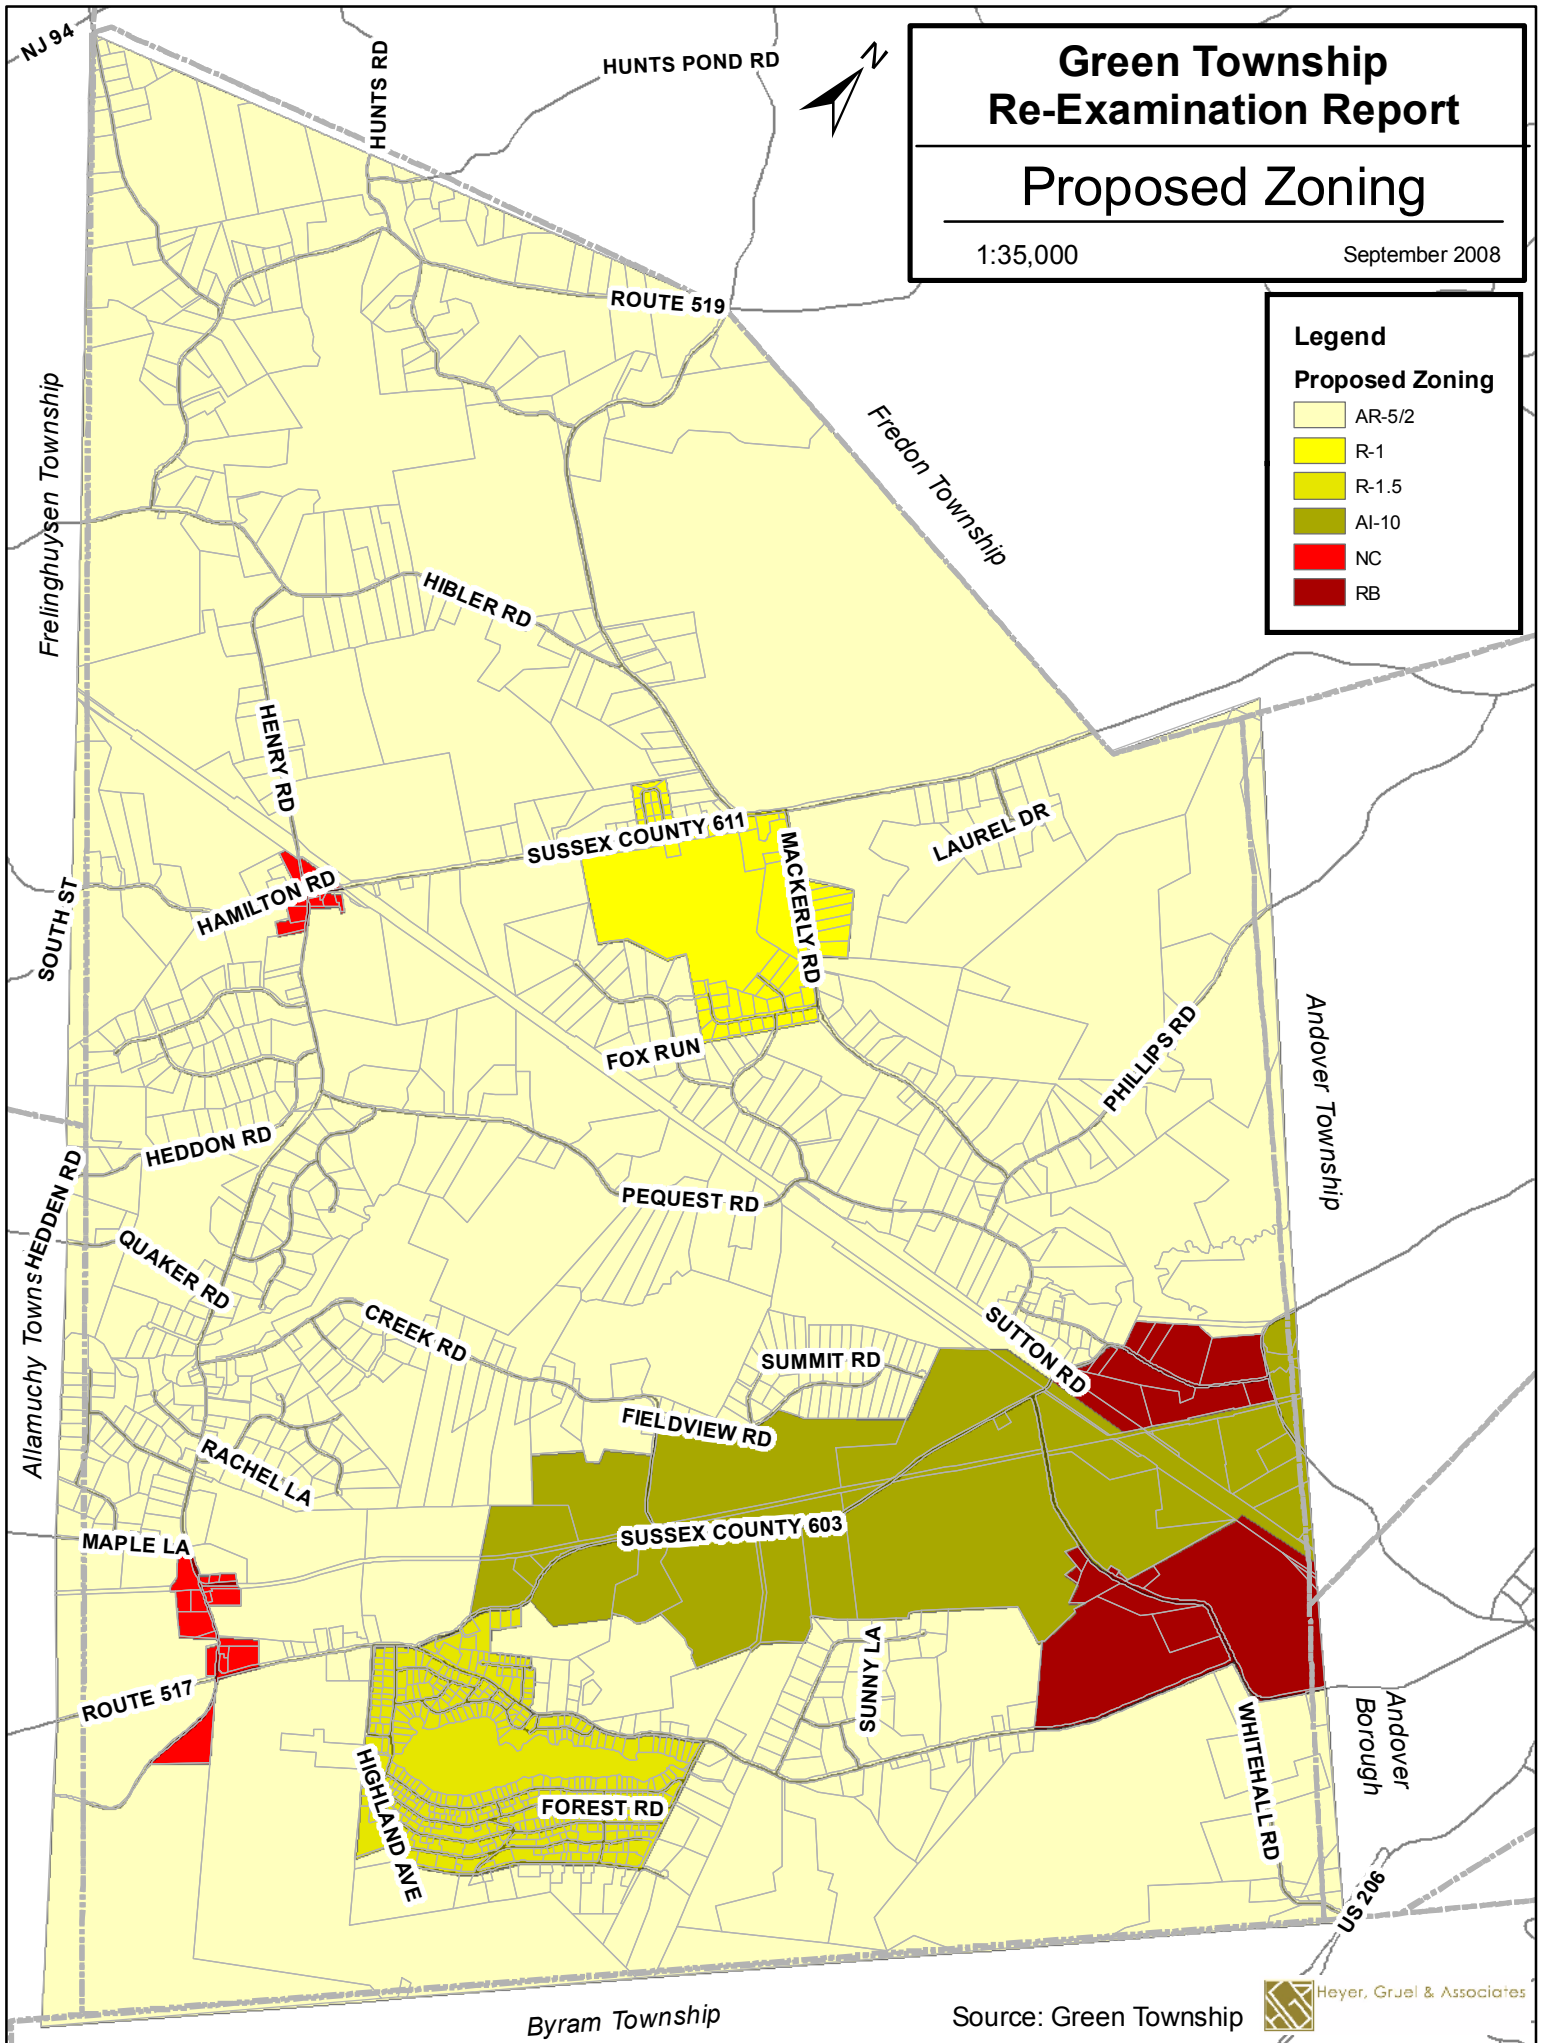 Green Township
Re-Examination Report
Proposed Zoning
1:35,000
September 2008
N
Legend
Proposed Zoning
AR-5/2
R-1
R-1.5
AI-10
NC
RB
NJ 94
HUNTS RD
HUNTS POND RD
ROUTE 519
Frelinghuysen Township
Fredon Township
HIBLER RD
HENRY RD
SUSSEX COUNTY 611
LAUREL DR
MACKERLY RD
HAMILTON RD
SOUTH ST
FOX RUN
PHILLIPS RD
Andover Township
HEDDON RD
HEDDEN RD
PEQUEST RD
QUAKER RD
Allamuchy Towns
CREEK RD
SUTTON RD
SUMMIT RD
FIELDVIEW RD
RACHEL LA
SUSSEX COUNTY 603
MAPLE LA
SUNNY LA
ROUTE 517
WHITEHALL RD
Andover
Borough
HIGHLAND AVE
FOREST RD
US 206
Byram Township
Source: Green Township
Heyer, Gruel & Associates